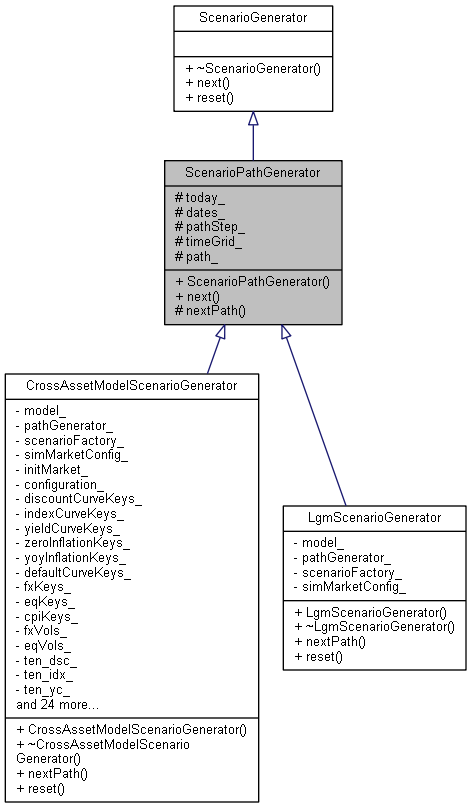 ScenarioGenerator
+ ~ScenarioGenerator()
+ next()
+ reset()
ScenarioPathGenerator
# today_
# dates_
# pathStep_
# timeGrid_
# path_
+ ScenarioPathGenerator()
+ next()
# nextPath()
CrossAssetModelScenarioGenerator
- model_
- pathGenerator_
- scenarioFactory_
- simMarketConfig_
- initMarket_
- configuration_
- discountCurveKeys_
- indexCurveKeys_
- yieldCurveKeys_
- zeroInflationKeys_
- yoyInflationKeys_
- defaultCurveKeys_
- fxKeys_
- eqKeys_
- cpiKeys_
- fxVols_
- eqVols_
- ten_dsc_
- ten_idx_
- ten_yc_
and 24 more...
+ CrossAssetModelScenarioGenerator()
+ ~CrossAssetModelScenario
Generator()
+ nextPath()
+ reset()
LgmScenarioGenerator
- model_
- pathGenerator_
- scenarioFactory_
- simMarketConfig_
+ LgmScenarioGenerator()
+ ~LgmScenarioGenerator()
+ nextPath()
+ reset()